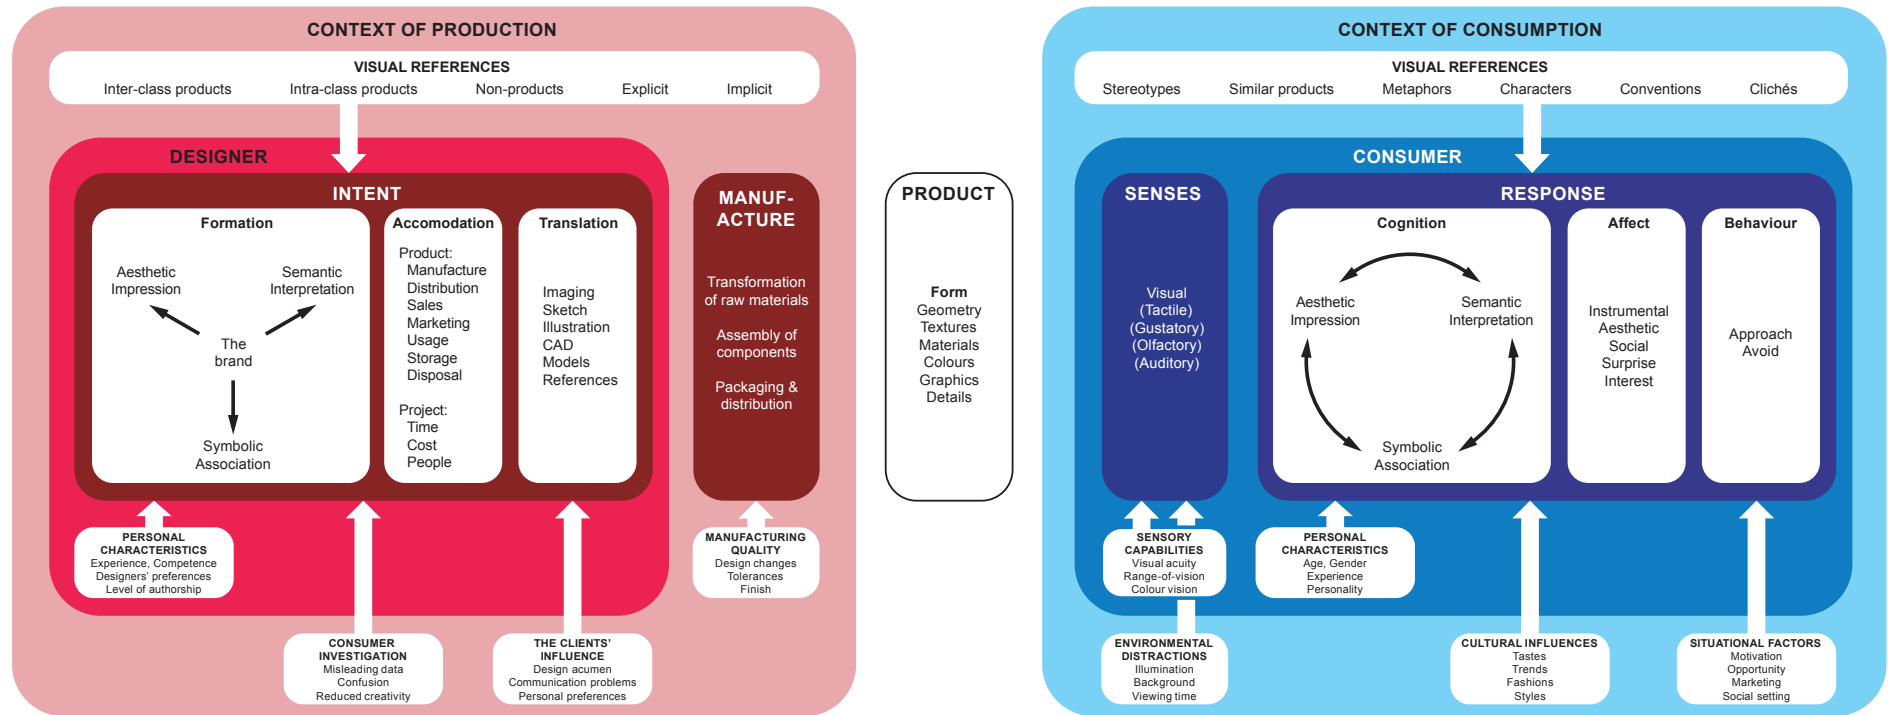 CONTEXT OF PRODUCTION
VISUAL REFERENCES
Inter-class products Intra-class products Non-products Explicit Implicit
DESIGNER
INTENT
Formation
Aesthetic
Impression
Semantic
Interpretation
The
brand
Symbolic
Association
Accomodation
Product:
Manufacture
Distribution
Sales
Marketing
Usage
Storage
Disposal
Project:
Time
Cost
People
Translation
Imaging
Sketch
Illustration
CAD
Models
References
MANUF-
ACTURE
Transformation
of raw materials
Assembly of
components
Packaging &
distribution
PERSONAL
CHARACTERISTICS
Experience, Competence
Designers' preferences
Level of authorship
CONSUMER
INVESTIGATION
Misleading data
Confusion
Reduced creativity
THE CLIENTS'
INFLUENCE
Design acumen
Communication problems
Personal preferences
MANUFACTURING
QUALITY
Design changes
Tolerances
Finish
PRODUCT
Form
Geometry
Textures
Materials
Colours
Graphics
Details
CONTEXT OF CONSUMPTION
VISUAL REFERENCES
Stereotypes Similar products Metaphors Characters Conventions Clichés
CONSUMER
SENSES
Visual
(Tactile)
(Gustatory)
(Olfactory)
(Auditory)
RESPONSE
Cognition
Aesthetic
Impression
Semantic
Interpretation
Symbolic
Association
Affect
Instrumental
Aesthetic
Social
Surprise
Interest
Behaviour
Approach
Avoid
SENSORY
CAPABILITIES
Visual acuity
Range-of-vision
Colour vision
PERSONAL
CHARACTERISTICS
Age, Gender
Experience
Personality
ENVIRONMENTAL
DISTRACTIONS
Illumination
Background
Viewing time
CULTURAL INFLUENCES
Tastes
Trends
Fashions
Styles
SITUATIONAL FACTORS
Motivation
Opportunity
Marketing
Social setting